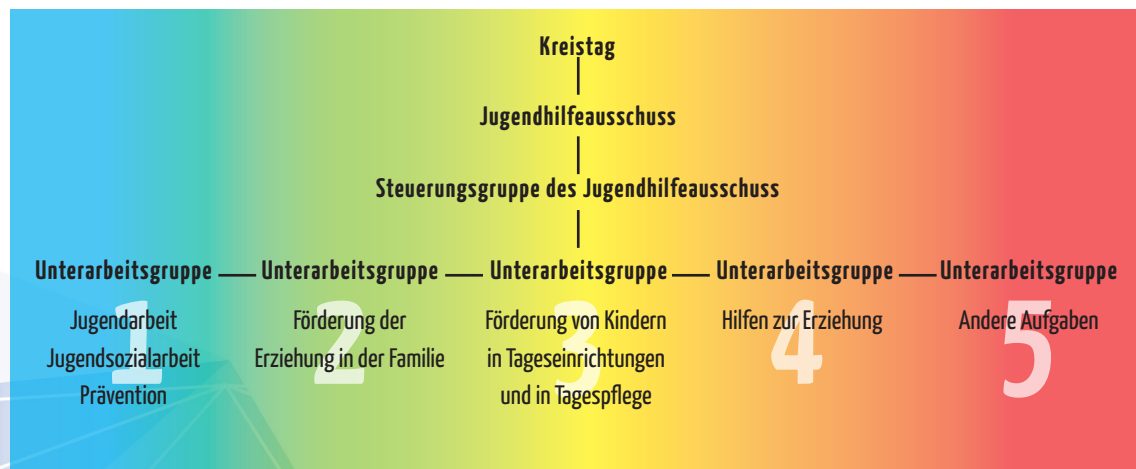 Kreistag
Jugendhilfeausschuss
Steuerungsgruppe des Jugendhilfeausschuss
Unterarbeitsgruppe
1
Jugendarbeit
Jugendsozialarbeit
Prävention
Unterarbeitsgruppe
2
Förderung der
Erziehung in der Familie
Unterarbeitsgruppe
3
Förderung von Kindern
in Tageseinrichtungen
und in Tagespflege
Unterarbeitsgruppe
4
Hilfen zur Erziehung
Unterarbeitsgruppe
5
Andere Aufgaben